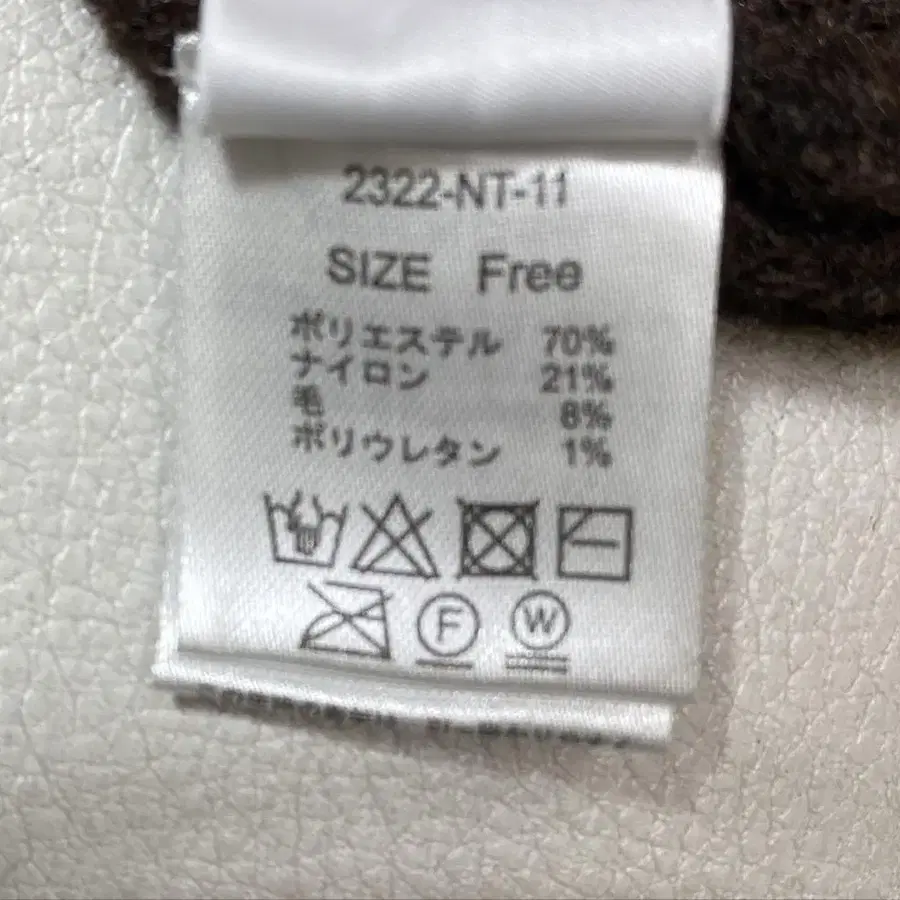 2322-NT-11
SIZE Free
ポリエステル 70%
ナイロン 21%
毛 8%
ポリウレタン 1%
F W